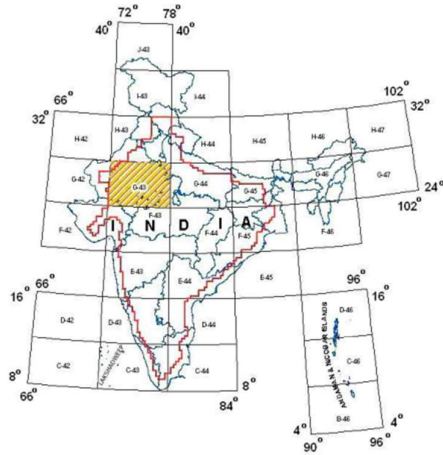 72° 78°
40° 40°
J-43
I-43 I-44
66° 102°
32° 32°
H-42 H-43 H-44 H-45 H-46 H-47
G-42 G-43 G-44 G-45 G-46 G-47
24°
102°
F-42 F-43 F-44 F-45 F-46
I N D I A
E-43 E-44 E-45
66° 96°
16° 16°
D-42 D-43 D-44 D-46
C-42 C-43 C-44 C-46
LAKSHADWEEP
ANDAMAN & NICOBAR ISLANDS
8° 8°
66° 84°
B-46
4° 4°
90° 96°